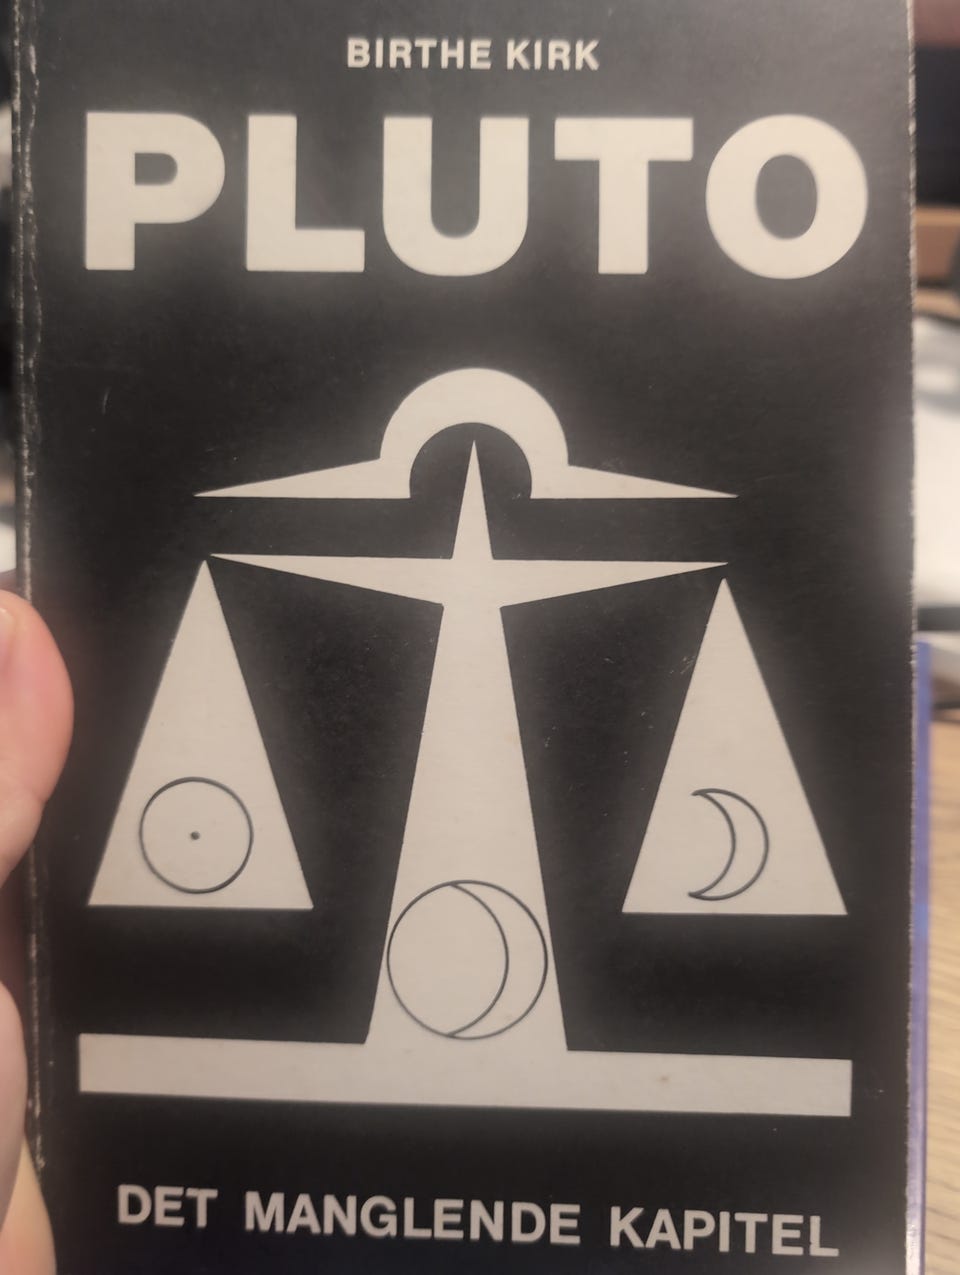 BIRTHE KIRK
PLUTO
DET MANGLENDE KAPITEL